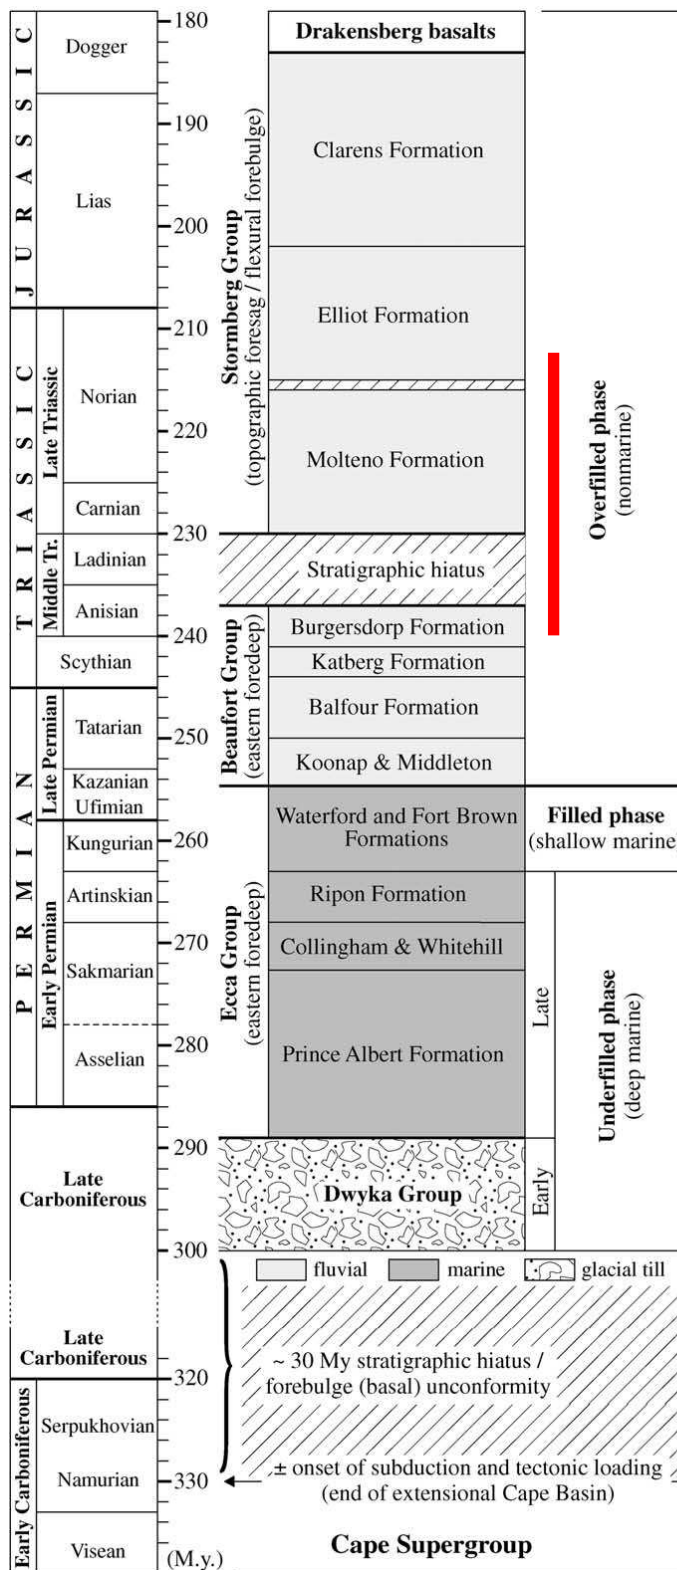 JURASSIC
Dogger
Lias
TRIASSIC
Late Triassic
Norian
Carnian
Middle Tr.
Ladinian
Anisian
Scythian
PERMIAN
Late Permian
Tatarian
Kazanian
Ufimian
Early Permian
Kungurian
Artinskian
Sakmarian
Asselian
Late
Carboniferous
Late
Carboniferous
Early Carboniferous
Serpukhovian
Namurian
Visean
180
190
200
210
220
230
240
250
260
270
280
290
300
320
330
(M.y.)
Stormberg Group
(topographic foresag / flexural forebulge)
Beaufort Group
(eastern foredeep)
Ecca Group
(eastern foredeep)
Drakensberg basalts
Clarens Formation
Elliot Formation
Molteno Formation
Stratigraphic hiatus
Burgersdorp Formation
Katberg Formation
Balfour Formation
Koonap & Middleton
Waterford and Fort Brown
Formations
Ripon Formation
Collingham & Whitehill
Prince Albert Formation
Dwyka Group
Overfilled phase
(nonmarine)
Filled phase
(shallow marine)
Late
Early
Underfilled phase
(deep marine)
fluvial
marine
glacial till
~ 30 My stratigraphic hiatus /
forebulge (basal) unconformity
± onset of subduction and tectonic loading
(end of extensional Cape Basin)
Cape Supergroup